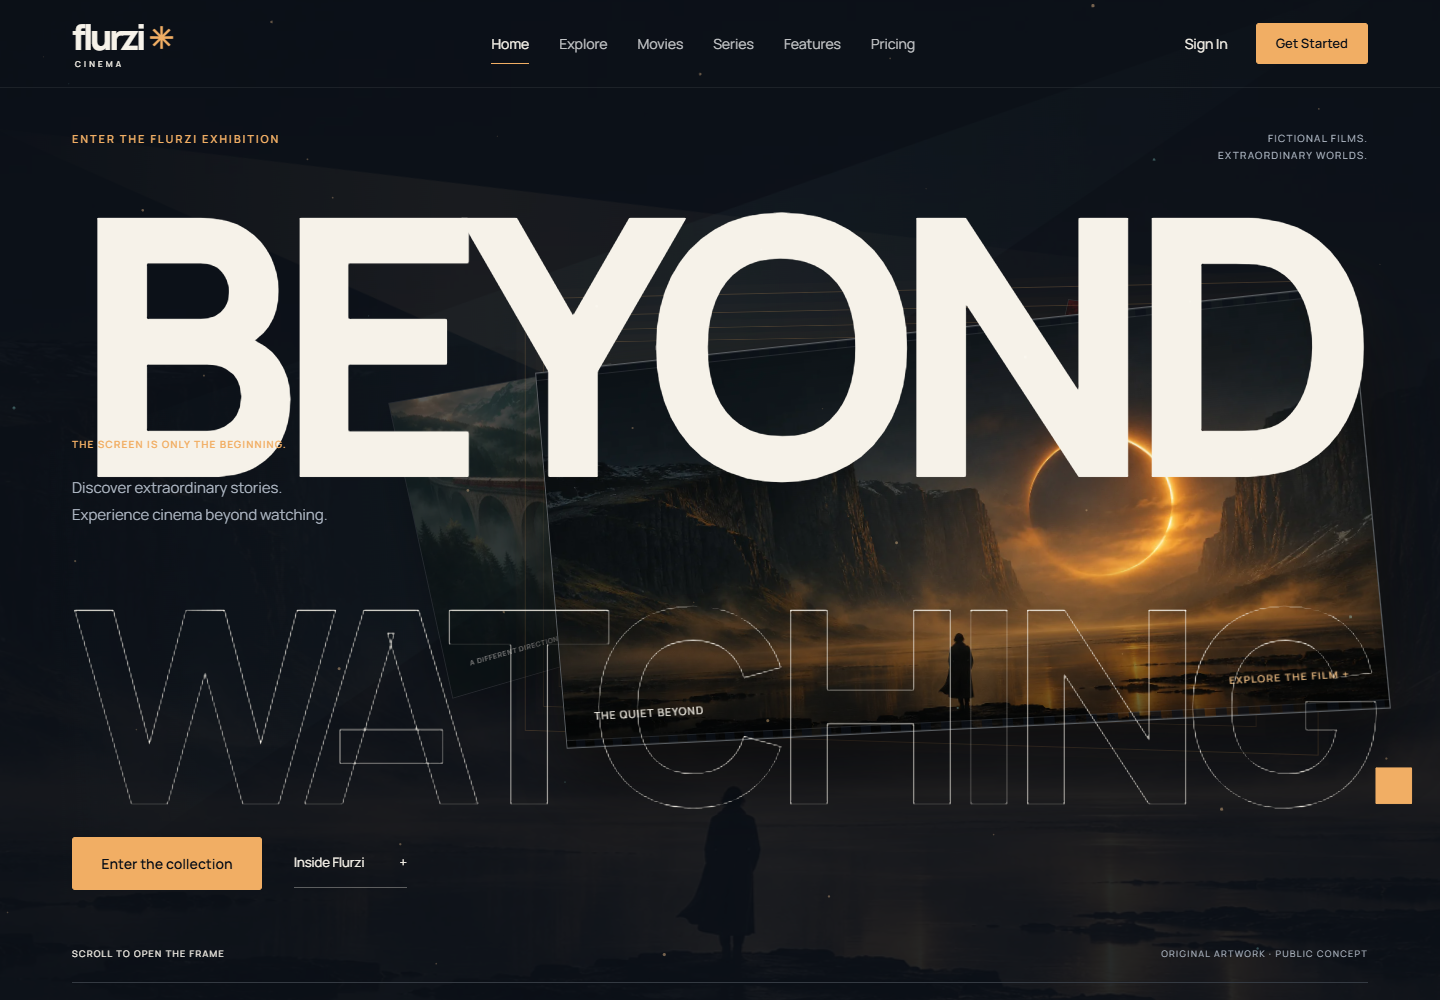 flurzi
CINEMA
Home Explore Movies Series Features Pricing
Sign In Get Started
ENTER THE FLURZI EXHIBITION
FICTIONAL FILMS.
EXTRAORDINARY WORLDS.
BEYOND
THE SCREEN IS ONLY THE BEGINNING.
Discover extraordinary stories.
Experience cinema beyond watching.
WATCHING.
A DIFFERENT DIRECTION
THE QUIET BEYOND
EXPLORE THE FILM +
Enter the collection
Inside Flurzi +
SCROLL TO OPEN THE FRAME
ORIGINAL ARTWORK · PUBLIC CONCEPT